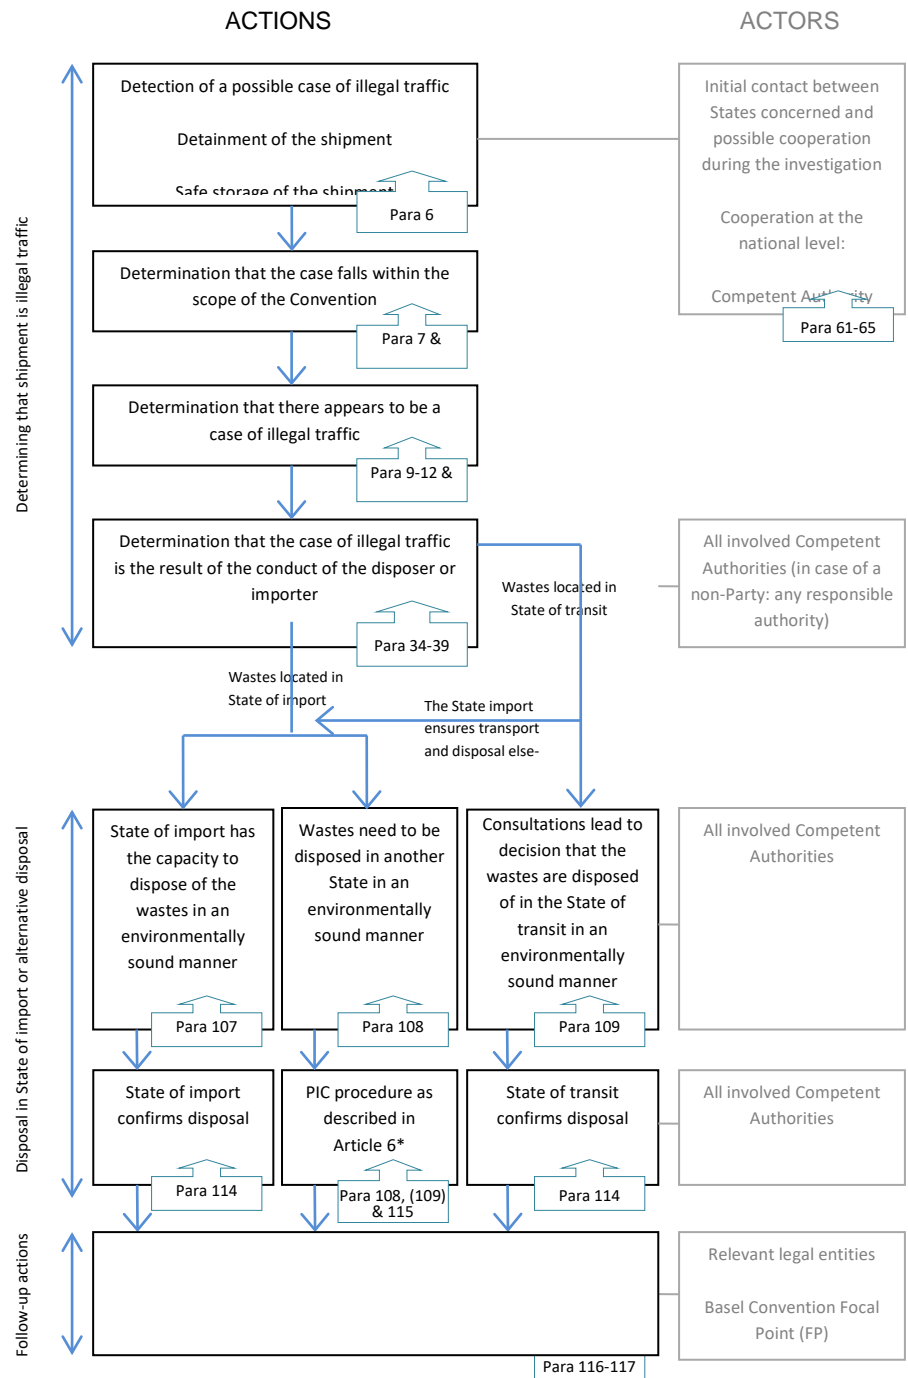 ACTIONS
ACTORS
Determining that shipment is illegal traffic
Detection of a possible case of illegal traffic
Detainment of the shipment
Safe storage of the shipment
Para 6
Initial contact between
States concerned and
possible cooperation
during the investigation
Cooperation at the
national level:
Competent Authority
Para 61-65
Determination that the case falls within the
scope of the Convention
Para 7 &
Determination that there appears to be a
case of illegal traffic
Para 9-12 &
Determination that the case of illegal traffic
is the result of the conduct of the disposer or
importer
Para 34-39
All involved Competent
Authorities (in case of a
non-Party: any responsible
authority)
Wastes located in
State of transit
Wastes located in
State of import
The State import
ensures transport
and disposal else-
Disposal in State of import or alternative disposal
State of import has
the capacity to
dispose of the
wastes in an
environmentally
sound manner
Para 107
Wastes need to be
disposed in another
State in an
environmentally
sound manner
Para 108
Consultations lead to
decision that the
wastes are disposed
of in the State of
transit in an
environmentally
sound manner
Para 109
All involved Competent
Authorities
State of import
confirms disposal
Para 114
PIC procedure as
described in
Article 6*
Para 108, (109)
& 115
State of transit
confirms disposal
Para 114
All involved Competent
Authorities
Follow-up actions
Para 116-117
Relevant legal entities
Basel Convention Focal
Point (FP)